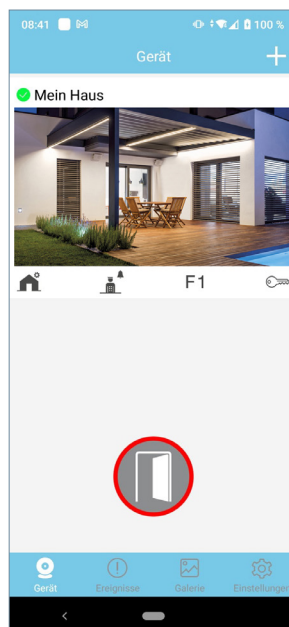 08:41 100 %
Gerät
Mein Haus
F1
Gerät Ereignisse Galerie Einstellungen